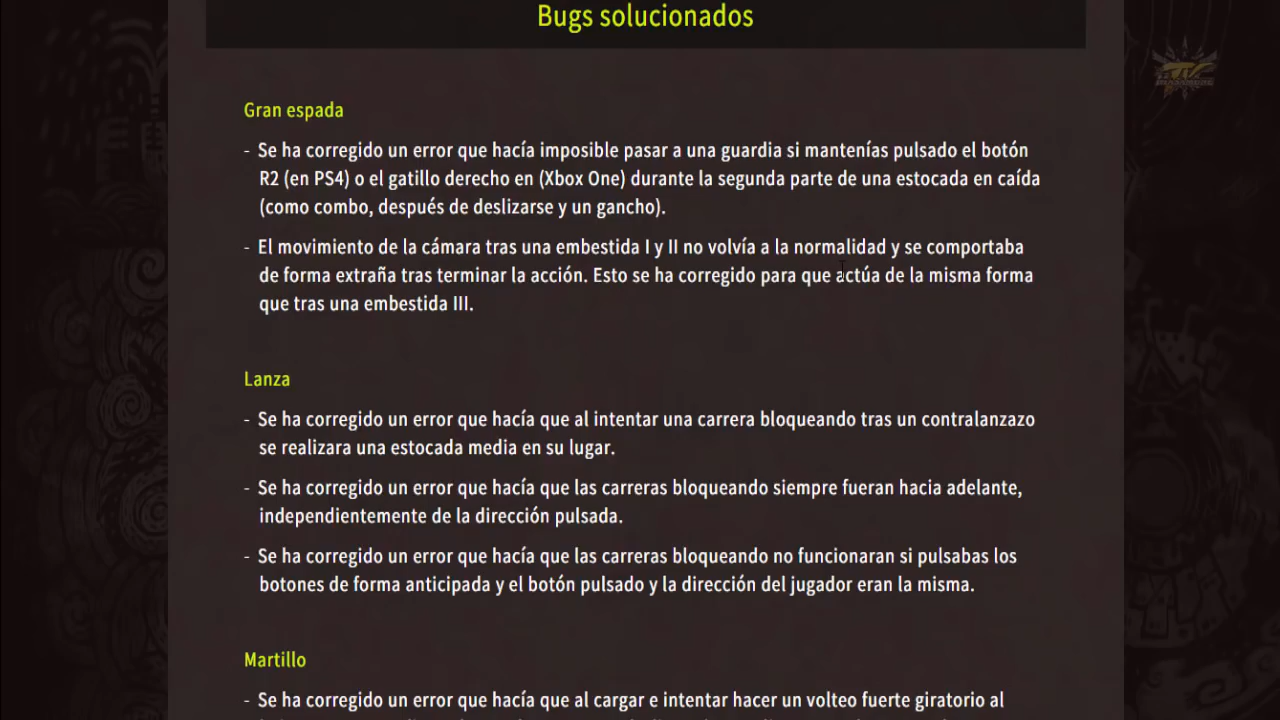 Bugs solucionados
Gran espada
- Se ha corregido un error que hacía imposible pasar a una guardia si mantenías pulsado el botón
R2 (en PS4) o el gatillo derecho en (Xbox One) durante la segunda parte de una estocada en caída
(como combo, después de deslizarse y un gancho).
- El movimiento de la cámara tras una embestida I y II no volvía a la normalidad y se comportaba
de forma extraña tras terminar la acción. Esto se ha corregido para que actúa de la misma forma
que tras una embestida III.
Lanza
- Se ha corregido un error que hacía que al intentar una carrera bloqueando tras un contralanzazo
se realizara una estocada media en su lugar.
- Se ha corregido un error que hacía que las carreras bloqueando siempre fueran hacia adelante,
independientemente de la dirección pulsada.
- Se ha corregido un error que hacía que las carreras bloqueando no funcionaran si pulsabas los
botones de forma anticipada y el botón pulsado y la dirección del jugador eran la misma.
Martillo
- Se ha corregido un error que hacía que al cargar e intentar hacer un volteo fuerte giratorio al